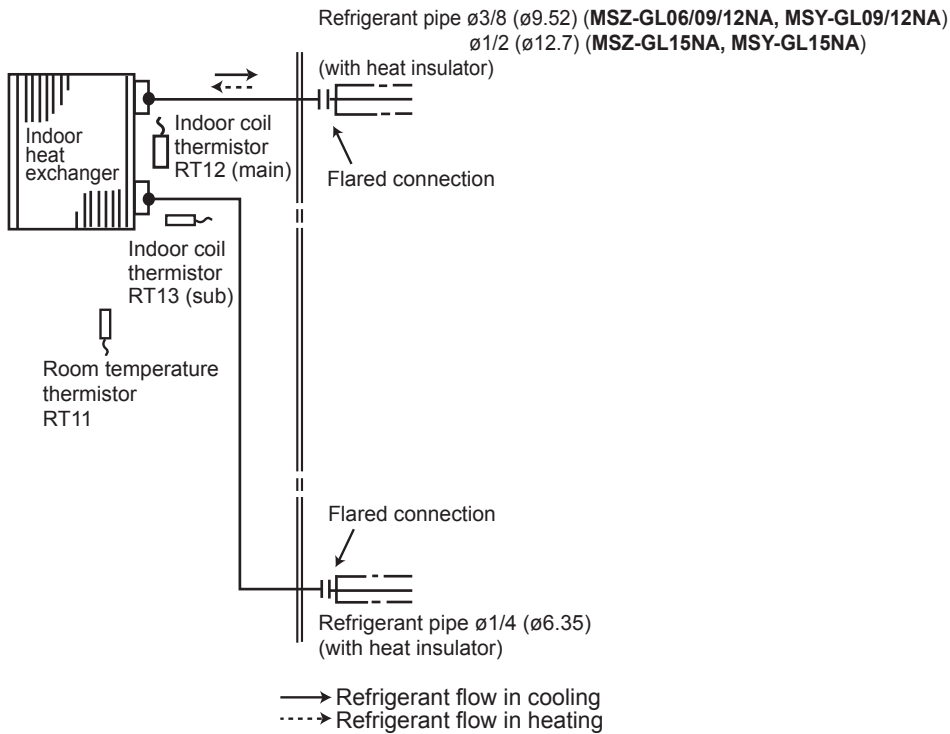 Refrigerant pipe ø3/8 (ø9.52) (MSZ-GL06/09/12NA, MSY-GL09/12NA)
ø1/2 (ø12.7) (MSZ-GL15NA, MSY-GL15NA)
(with heat insulator)
Indoor
heat
exchanger
Indoor coil
thermistor
RT12 (main)
Flared connection
Indoor coil
thermistor
RT13 (sub)
Room temperature
thermistor
RT11
Flared connection
Refrigerant pipe ø1/4 (ø6.35)
(with heat insulator)
Refrigerant flow in cooling
Refrigerant flow in heating